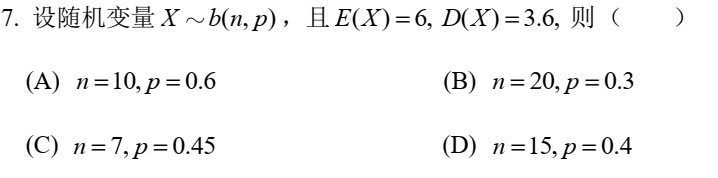 7. 设随机变量 X ~ b(n, p)，且 E(X) = 6, D(X) = 3.6, 则（ ）
(A) n = 10, p = 0.6 (B) n = 20, p = 0.3
(C) n = 7, p = 0.45 (D) n = 15, p = 0.4